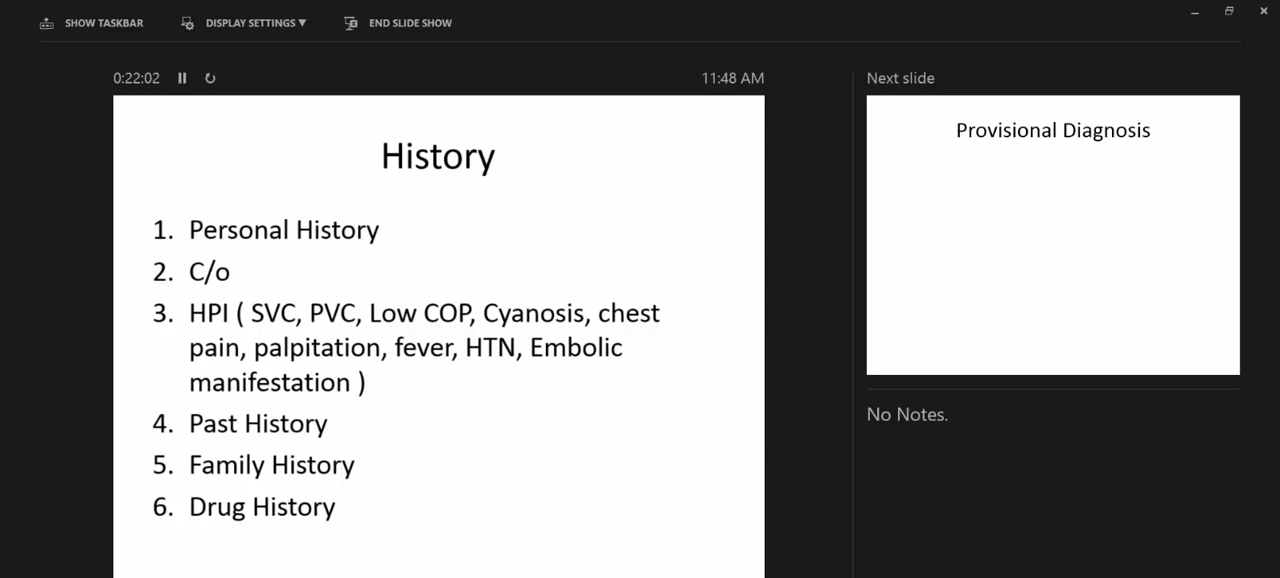 SHOW TASKBAR DISPLAY SETTINGS ▼ END SLIDE SHOW
0:22:02 11:48 AM
History
1. Personal History
2. C/o
3. HPI ( SVC, PVC, Low COP, Cyanosis, chest
pain, palpitation, fever, HTN, Embolic
manifestation )
4. Past History
5. Family History
6. Drug History
Next slide
Provisional Diagnosis
No Notes.